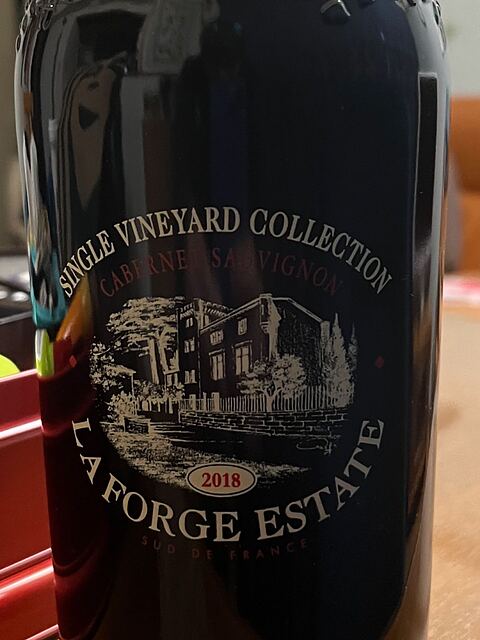 SINGLE VINEYARD COLLECTION
CABERNET SAUVIGNON
2018
LA FORGE ESTATE
SUD DE FRANCE